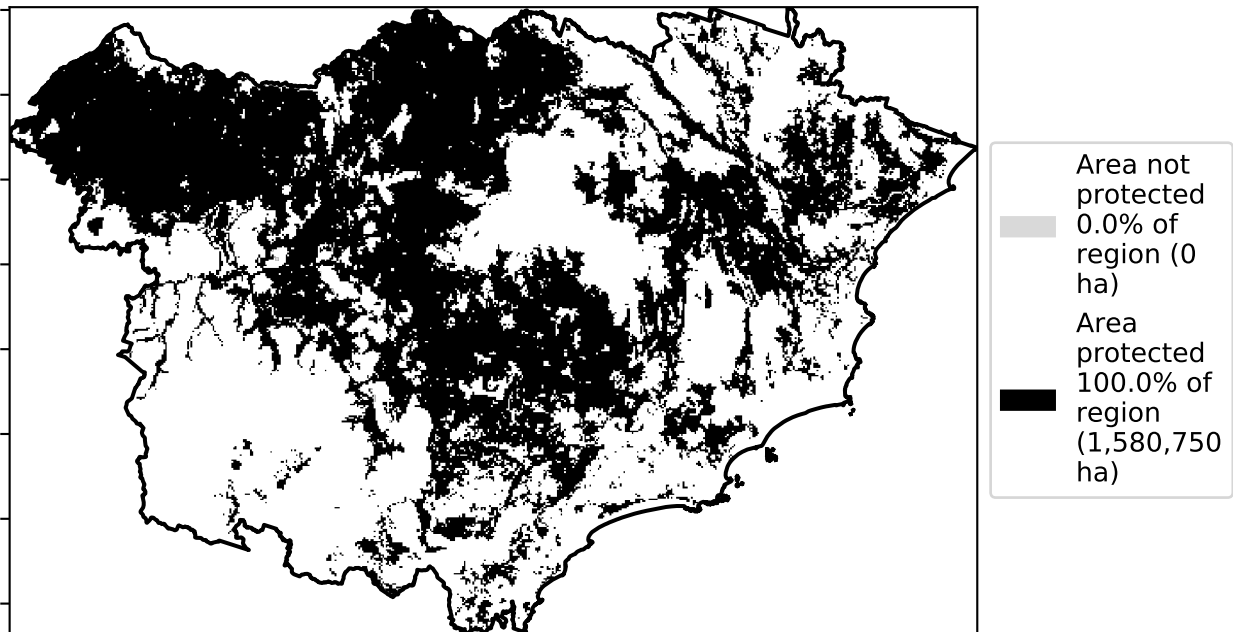 Area not
protected
0.0% of
region (0
ha)
Area
protected
100.0% of
region
(1,580,750
ha)